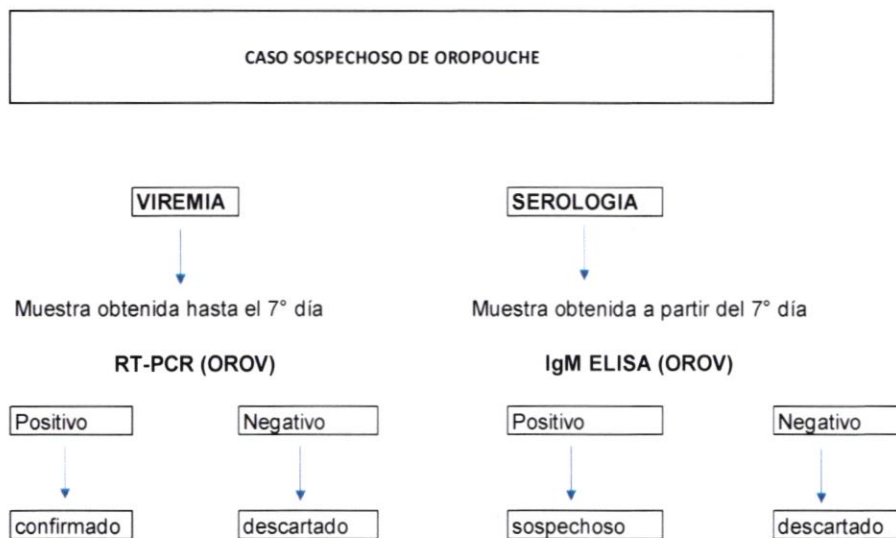 CASO SOSPECHOSO DE OROPOUCHE
VIREMIA
SEROLOGIA
Muestra obtenida hasta el 7° día
Muestra obtenida a partir del 7° día
RT-PCR (OROV)
IgM ELISA (OROV)
Positivo
Negativo
Positivo
Negativo
confirmado
descartado
sospechoso
descartado